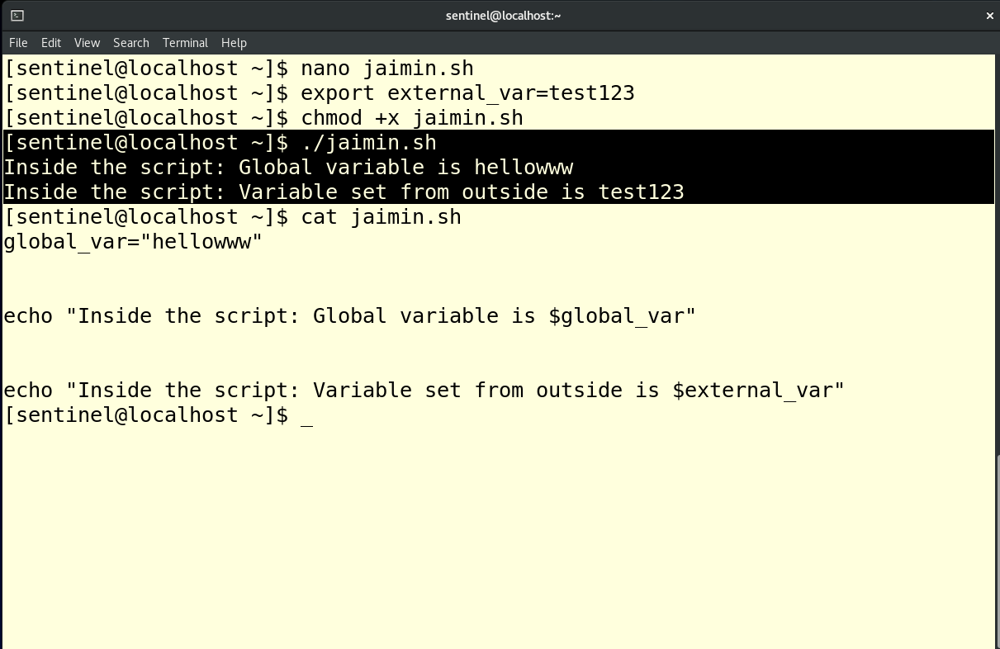 sentinel@localhost:~
×
File Edit View Search Terminal Help
[sentinel@localhost ~]$ nano jaimin.sh
[sentinel@localhost ~]$ export external_var=test123
[sentinel@localhost ~]$ chmod +x jaimin.sh
[sentinel@localhost ~]$ ./jaimin.sh
Inside the script: Global variable is hellowww
Inside the script: Variable set from outside is test123
[sentinel@localhost ~]$ cat jaimin.sh
global_var="hellowww"
echo "Inside the script: Global variable is $global_var"
echo "Inside the script: Variable set from outside is $external_var"
[sentinel@localhost ~]$ _